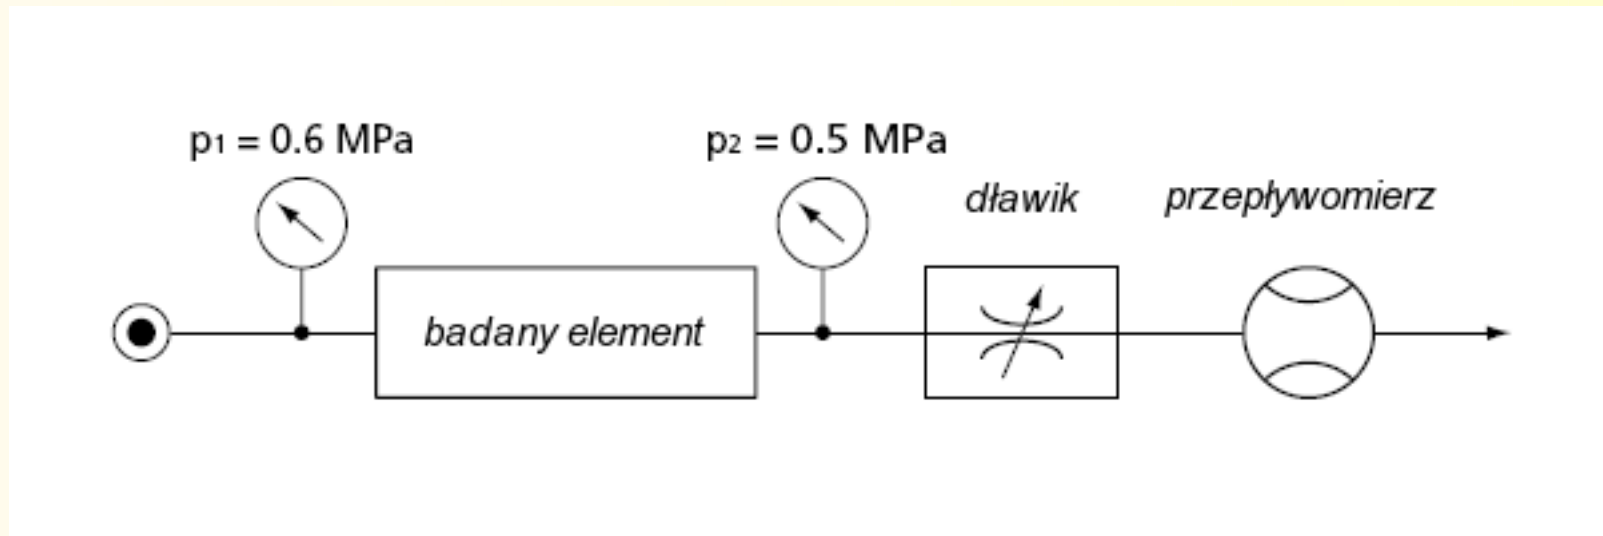 p1 = 0.6 MPa
p2 = 0.5 MPa
dławik
przepływomierz
badany element